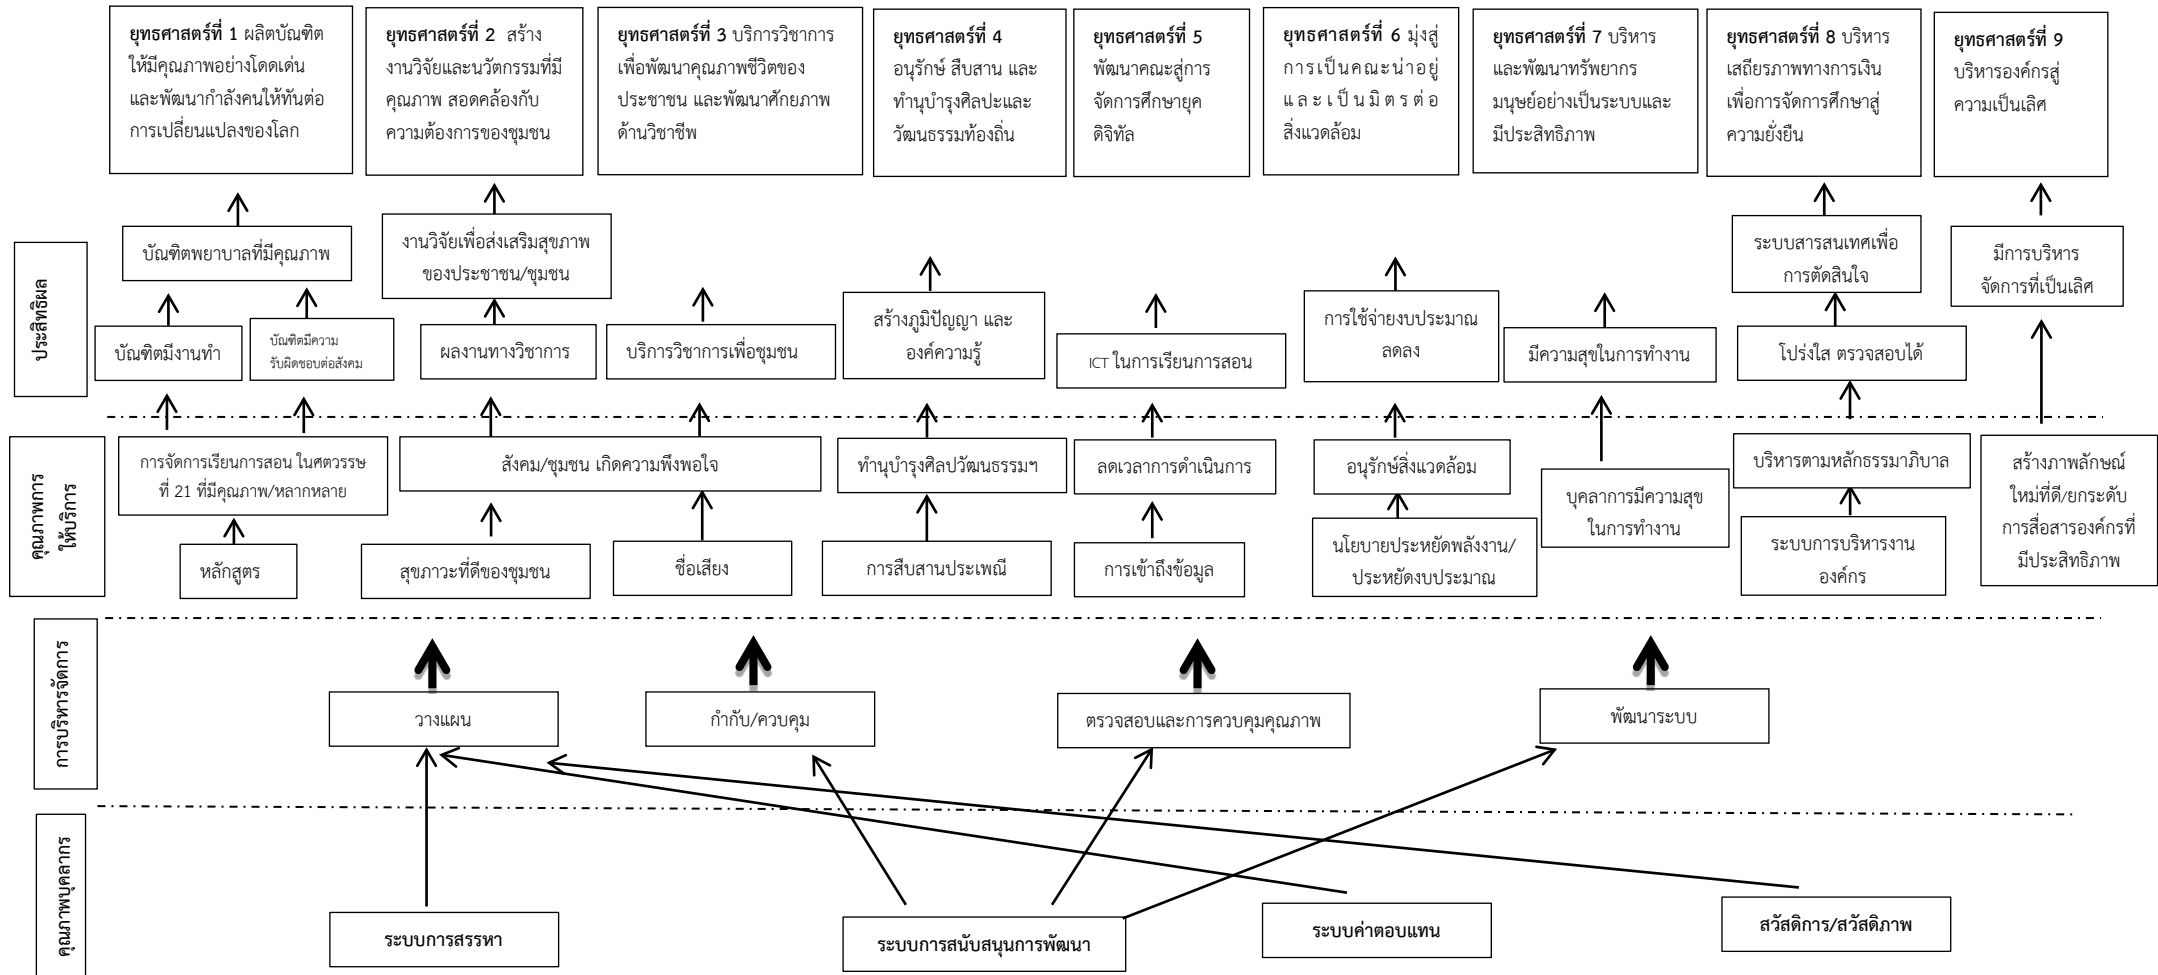 ยุทธศาสตร์ที่ 1 ผลิตบัณฑิต
ให้มีคุณภาพอย่างโดดเด่น
และพัฒนากำลังคนให้ทันต่อ
การเปลี่ยนแปลงของโลก
ยุทธศาสตร์ที่ 2 สร้าง
งานวิจัยและนวัตกรรมที่มี
คุณภาพ สอดคล้องกับ
ความต้องการของชุมชน
ยุทธศาสตร์ที่ 3 บริการวิชาการ
เพื่อพัฒนาคุณภาพชีวิตของ
ประชาชน และพัฒนาศักยภาพ
ด้านวิชาชีพ
ยุทธศาสตร์ที่ 4
อนุรักษ์ สืบสาน และ
ทำนุบำรุงศิลปะและ
วัฒนธรรมท้องถิ่น
ยุทธศาสตร์ที่ 5
พัฒนาคณะสู่การ
จัดการศึกษายุค
ดิจิทัล
ยุทธศาสตร์ที่ 6 มุ่งสู่
การเป็นคณะน่าอยู่
และเป็นมิตรต่อ
สิ่งแวดล้อม
ยุทธศาสตร์ที่ 7 บริหาร
และพัฒนาทรัพยากร
มนุษย์อย่างเป็นระบบและ
มีประสิทธิภาพ
ยุทธศาสตร์ที่ 8 บริหาร
เสถียรภาพทางการเงิน
เพื่อการจัดการศึกษาสู่
ความยั่งยืน
ยุทธศาสตร์ที่ 9
บริหารองค์กรสู่
ความเป็นเลิศ
ประสิทธิผล
บัณฑิตพยาบาลที่มีคุณภาพ
งานวิจัยเพื่อส่งเสริมสุขภาพ
ของประชาชน/ชุมชน
ระบบสารสนเทศเพื่อ
การตัดสินใจ
มีการบริหาร
จัดการที่เป็นเลิศ
บัณฑิตมีงานทำ
บัณฑิตมีความ
รับผิดชอบต่อสังคม
ผลงานทางวิชาการ
บริการวิชาการเพื่อชุมชน
สร้างภูมิปัญญา และ
องค์ความรู้
ICT ในการเรียนการสอน
การใช้จ่ายงบประมาณ
ลดลง
มีความสุขในการทำงาน
โปร่งใส ตรวจสอบได้
คุณภาพการ
ให้บริการ
การจัดการเรียนการสอน ในศตวรรษ
ที่ 21 ที่มีคุณภาพ/หลากหลาย
สังคม/ชุมชน เกิดความพึงพอใจ
ทำนุบำรุงศิลปวัฒนธรรมฯ
ลดเวลาการดำเนินการ
อนุรักษ์สิ่งแวดล้อม
บุคลาการมีความสุข
ในการทำงาน
บริหารตามหลักธรรมาภิบาล
สร้างภาพลักษณ์
ใหม่ที่ดี/ยกระดับ
การสื่อสารองค์กรที่
มีประสิทธิภาพ
หลักสูตร
สุขภาวะที่ดีของชุมชน
ชื่อเสียง
การสืบสานประเพณี
การเข้าถึงข้อมูล
นโยบายประหยัดพลังงาน/
ประหยัดงบประมาณ
ระบบการบริหารงาน
องค์กร
การบริหารจัดการ
วางแผน
กำกับ/ควบคุม
ตรวจสอบและการควบคุมคุณภาพ
พัฒนาระบบ
คุณภาพบุคลากร
ระบบการสรรหา
ระบบการสนับสนุนการพัฒนา
ระบบค่าตอบแทน
สวัสดิการ/สวัสดิภาพ